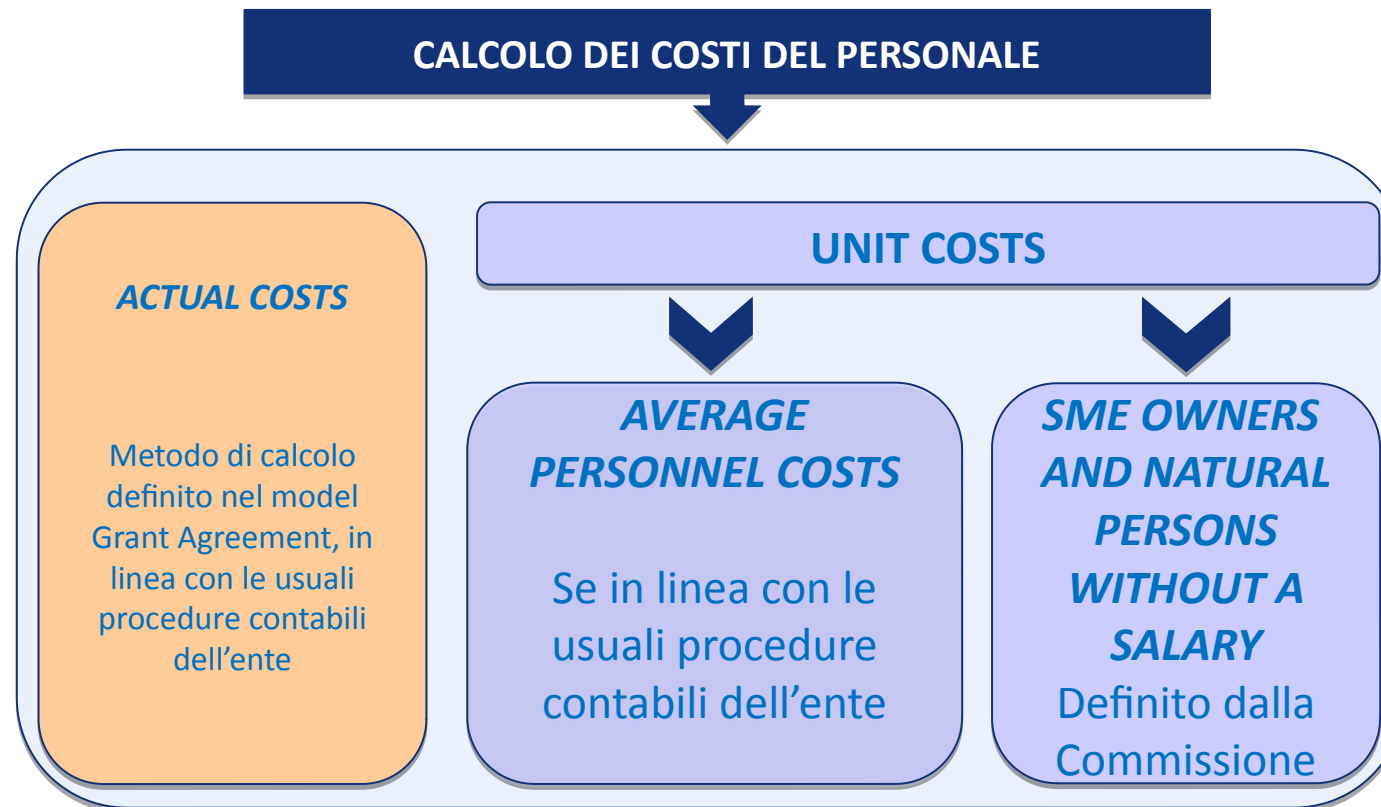 CALCOLO DEI COSTI DEL PERSONALE
ACTUAL COSTS
Metodo di calcolo
definito nel model
Grant Agreement, in
linea con le usuali
procedure contabili
dell’ente
UNIT COSTS
AVERAGE
PERSONNEL COSTS
Se in linea con le
usuali procedure
contabili dell’ente
SME OWNERS
AND NATURAL
PERSONS
WITHOUT A
SALARY
Definito dalla
Commissione